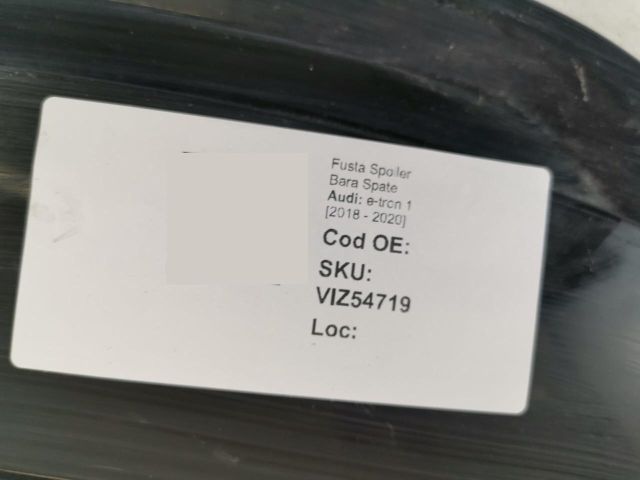 Fusta Spoiler
Bara Spate
Audi: e-tron 1
[2018 - 2020]
Cod OE:
SKU:
VIZ54719
Loc: